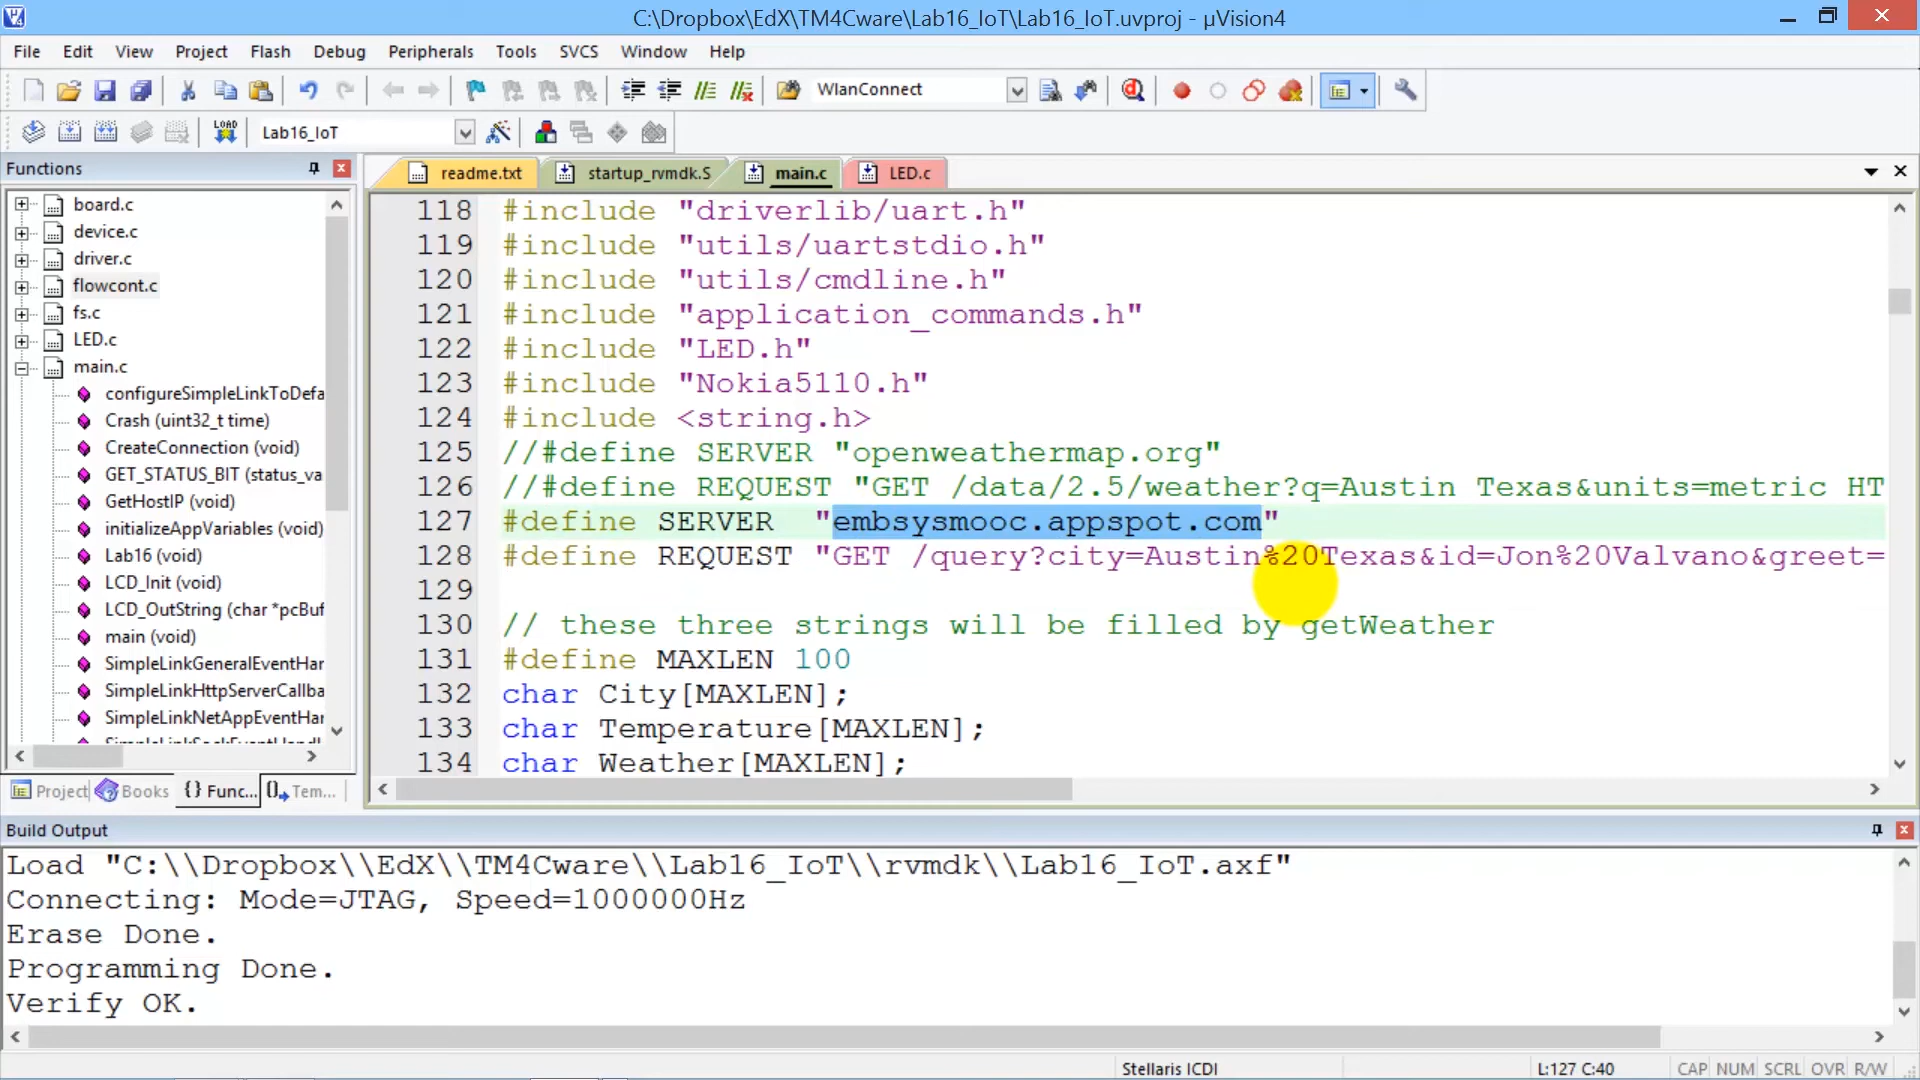 C:\Dropbox\EdX\TM4Cware\Lab16_IoT\Lab16_IoT.uvproj - µVision4
File Edit View Project Flash Debug Peripherals Tools SVCS Window Help
WlanConnect
LOAD Lab16_IoT
Functions
board.c
device.c
driver.c
flowcont.c
fs.c
LED.c
main.c
configureSimpleLinkToDefa
Crash (uint32_t time)
CreateConnection (void)
GET_STATUS_BIT (status_va
GetHostIP (void)
initializeAppVariables (void)
Lab16 (void)
LCD_Init (void)
LCD_OutString (char *pcBuf
main (void)
SimpleLinkGeneralEventHar
SimpleLinkHttpServerCallba
SimpleLinkNetAppEventHar
Project Books {} Func... Tem...
readme.txt startup_rvmdk.S main.c LED.c
118 #include "driverlib/uart.h"
119 #include "utils/uartstdio.h"
120 #include "utils/cmdline.h"
121 #include "application_commands.h"
122 #include "LED.h"
123 #include "Nokia5110.h"
124 #include <string.h>
125 //#define SERVER "openweathermap.org"
126 //#define REQUEST "GET /data/2.5/weather?q=Austin Texas&units=metric HT
127 #define SERVER  "embsysmooc.appspot.com"
128 #define REQUEST "GET /query?city=Austin%20Texas&id=Jon%20Valvano&greet=
129
130 // these three strings will be filled by getWeather
131 #define MAXLEN 100
132 char City[MAXLEN];
133 char Temperature[MAXLEN];
134 char Weather[MAXLEN];
Build Output
Load "C:\\Dropbox\\EdX\\TM4Cware\\Lab16_IoT\\rvmdk\\Lab16_IoT.axf"
Connecting: Mode=JTAG, Speed=1000000Hz
Erase Done.
Programming Done.
Verify OK.
Stellaris ICDI L:127 C:40 CAP NUM SCRL OVR R/W